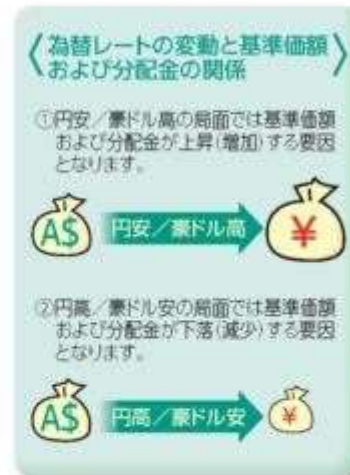 為替レートの変動と基準価額
および分配金の関係
①円安/豪ドル高の局面では基準価額
および分配金が上昇(増加)する要因
となります。
A$
円安/豪ドル高
¥
②円高/豪ドル安の局面では基準価額
および分配金が下落(減少)する要因
となります。
A$
円高/豪ドル安
¥